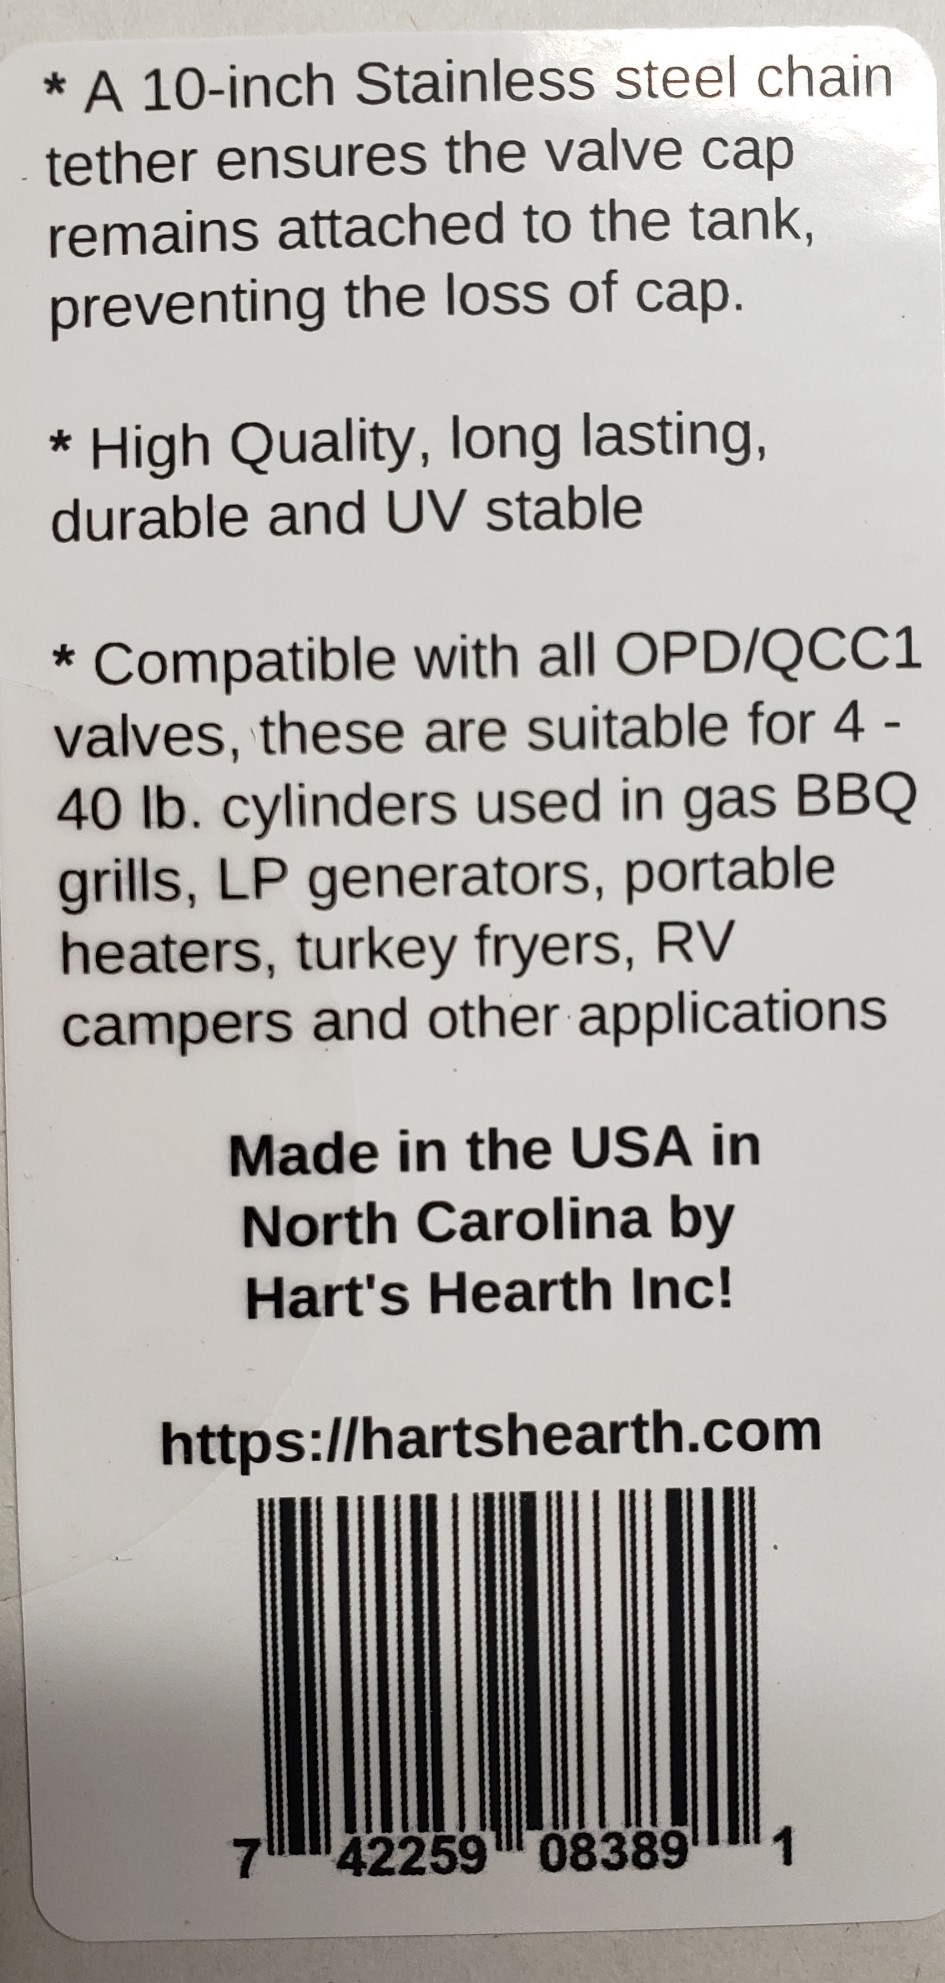 * A 10-inch Stainless steel chain
tether ensures the valve cap
remains attached to the tank,
preventing the loss of cap.
* High Quality, long lasting,
durable and UV stable
* Compatible with all OPD/QCC1
valves, these are suitable for 4 -
40 lb. cylinders used in gas BBQ
grills, LP generators, portable
heaters, turkey fryers, RV
campers and other applications
Made in the USA in
North Carolina by
Hart's Hearth Inc!
https://hartshearth.com
7 42259 08389 1